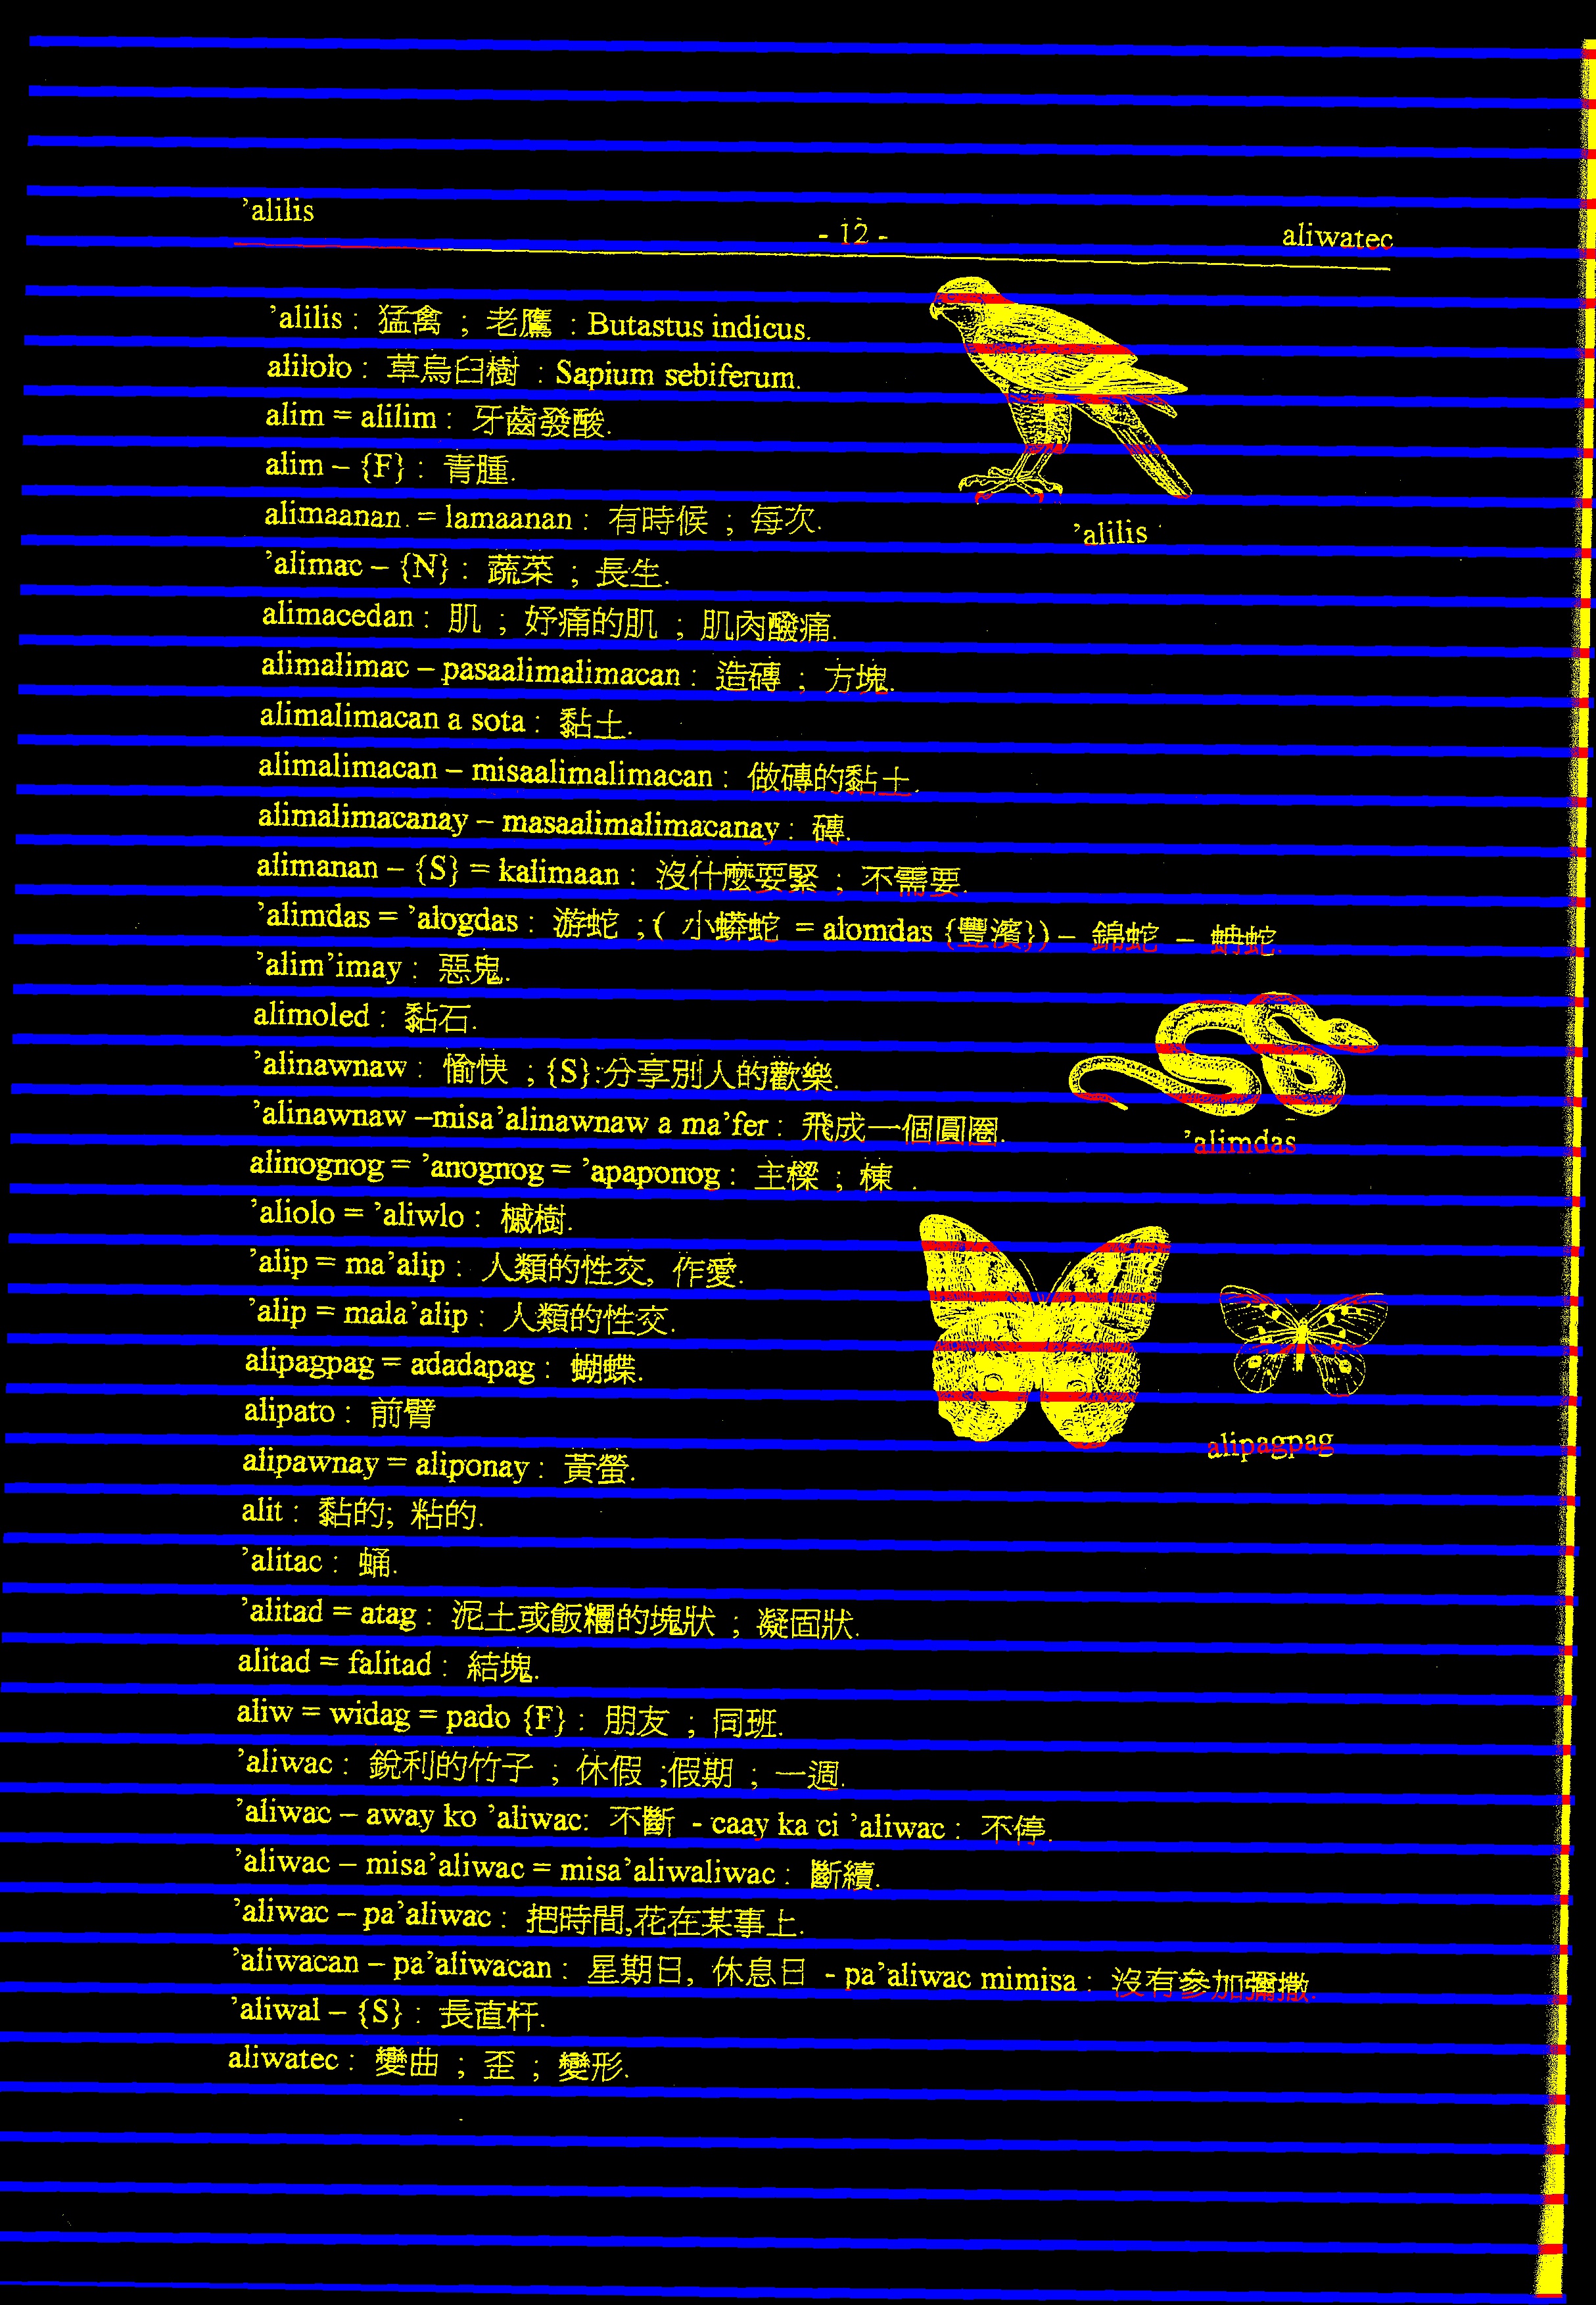 ’alilis
- 12 -
aliwatec
’alilis : 猛禽 ; 老鷹 : Butastus indicus.
alilolo : 草烏臼樹 : Sapium sebiferum.
alim = alilim : 牙齒發酸.
alim – {F} : 青腫.
alimaanan. = lamaanan : 有時候 ; 每次.
’alilis
’alimac – {N} : 蔬菜 ; 長生.
alimacedan : 肌 ; 好痛的肌 ; 肌肉酸痛.
alimalimac – pasaalimalimacan : 造磚 ; 方塊.
alimalimacan a sota : 黏土.
alimalimacan – misaalimalimacan : 做磚的黏土.
alimalimacanay – masaalimalimacanay : 磚.
alimanan – {S} = kalimaan : 沒什麼要緊 ; 不需要.
’alimdas = ’alogdas : 游蛇 ; ( 小蟒蛇 = alomdas {豐濱}) – 錦蛇 – 蚺蛇.
’alim’imay : 惡鬼.
alimoled : 黏石.
’alinawnaw : 愉快 ; {S}:分享別人的歡樂.
’alinawnaw –misa’alinawnaw a ma’fer : 飛成一個圓圈.
’alimdas
alinognog = ’anognog = ’apaponog : 主樑 ; 棟 .
’aliolo = ’aliwlo : 樹.
’alip = ma’alip : 人類的性交, 作愛.
’alip = mala’alip : 人類的性交.
alipagpag = adadapag : 蝴蝶.
alipato : 前臂
alipagpag
alipawnay = aliponay : 黃螢.
alit : 黏的; 粘的.
’alitac : 蛹.
’alitad = atag : 泥土或飯糰的塊狀 ; 凝固狀.
alitad = falitad : 結塊.
aliw = widag = pado {F} : 朋友 ; 同班.
’aliwac : 銳利的竹子 ; 休假 ;假期 ; 一週.
’aliwac – away ko ’aliwac: 不斷 - caay ka ci ’aliwac : 不停.
’aliwac – misa’aliwac = misa’aliwaliwac : 斷續.
’aliwac – pa’aliwac : 把時間,花在某事上.
’aliwacan – pa’aliwacan : 星期日, 休息日 - pa’aliwac mimisa : 沒有參加彌撒.
’aliwal – {S} : 長直杆.
aliwatec : 彎曲 ; 歪 ; 變形.